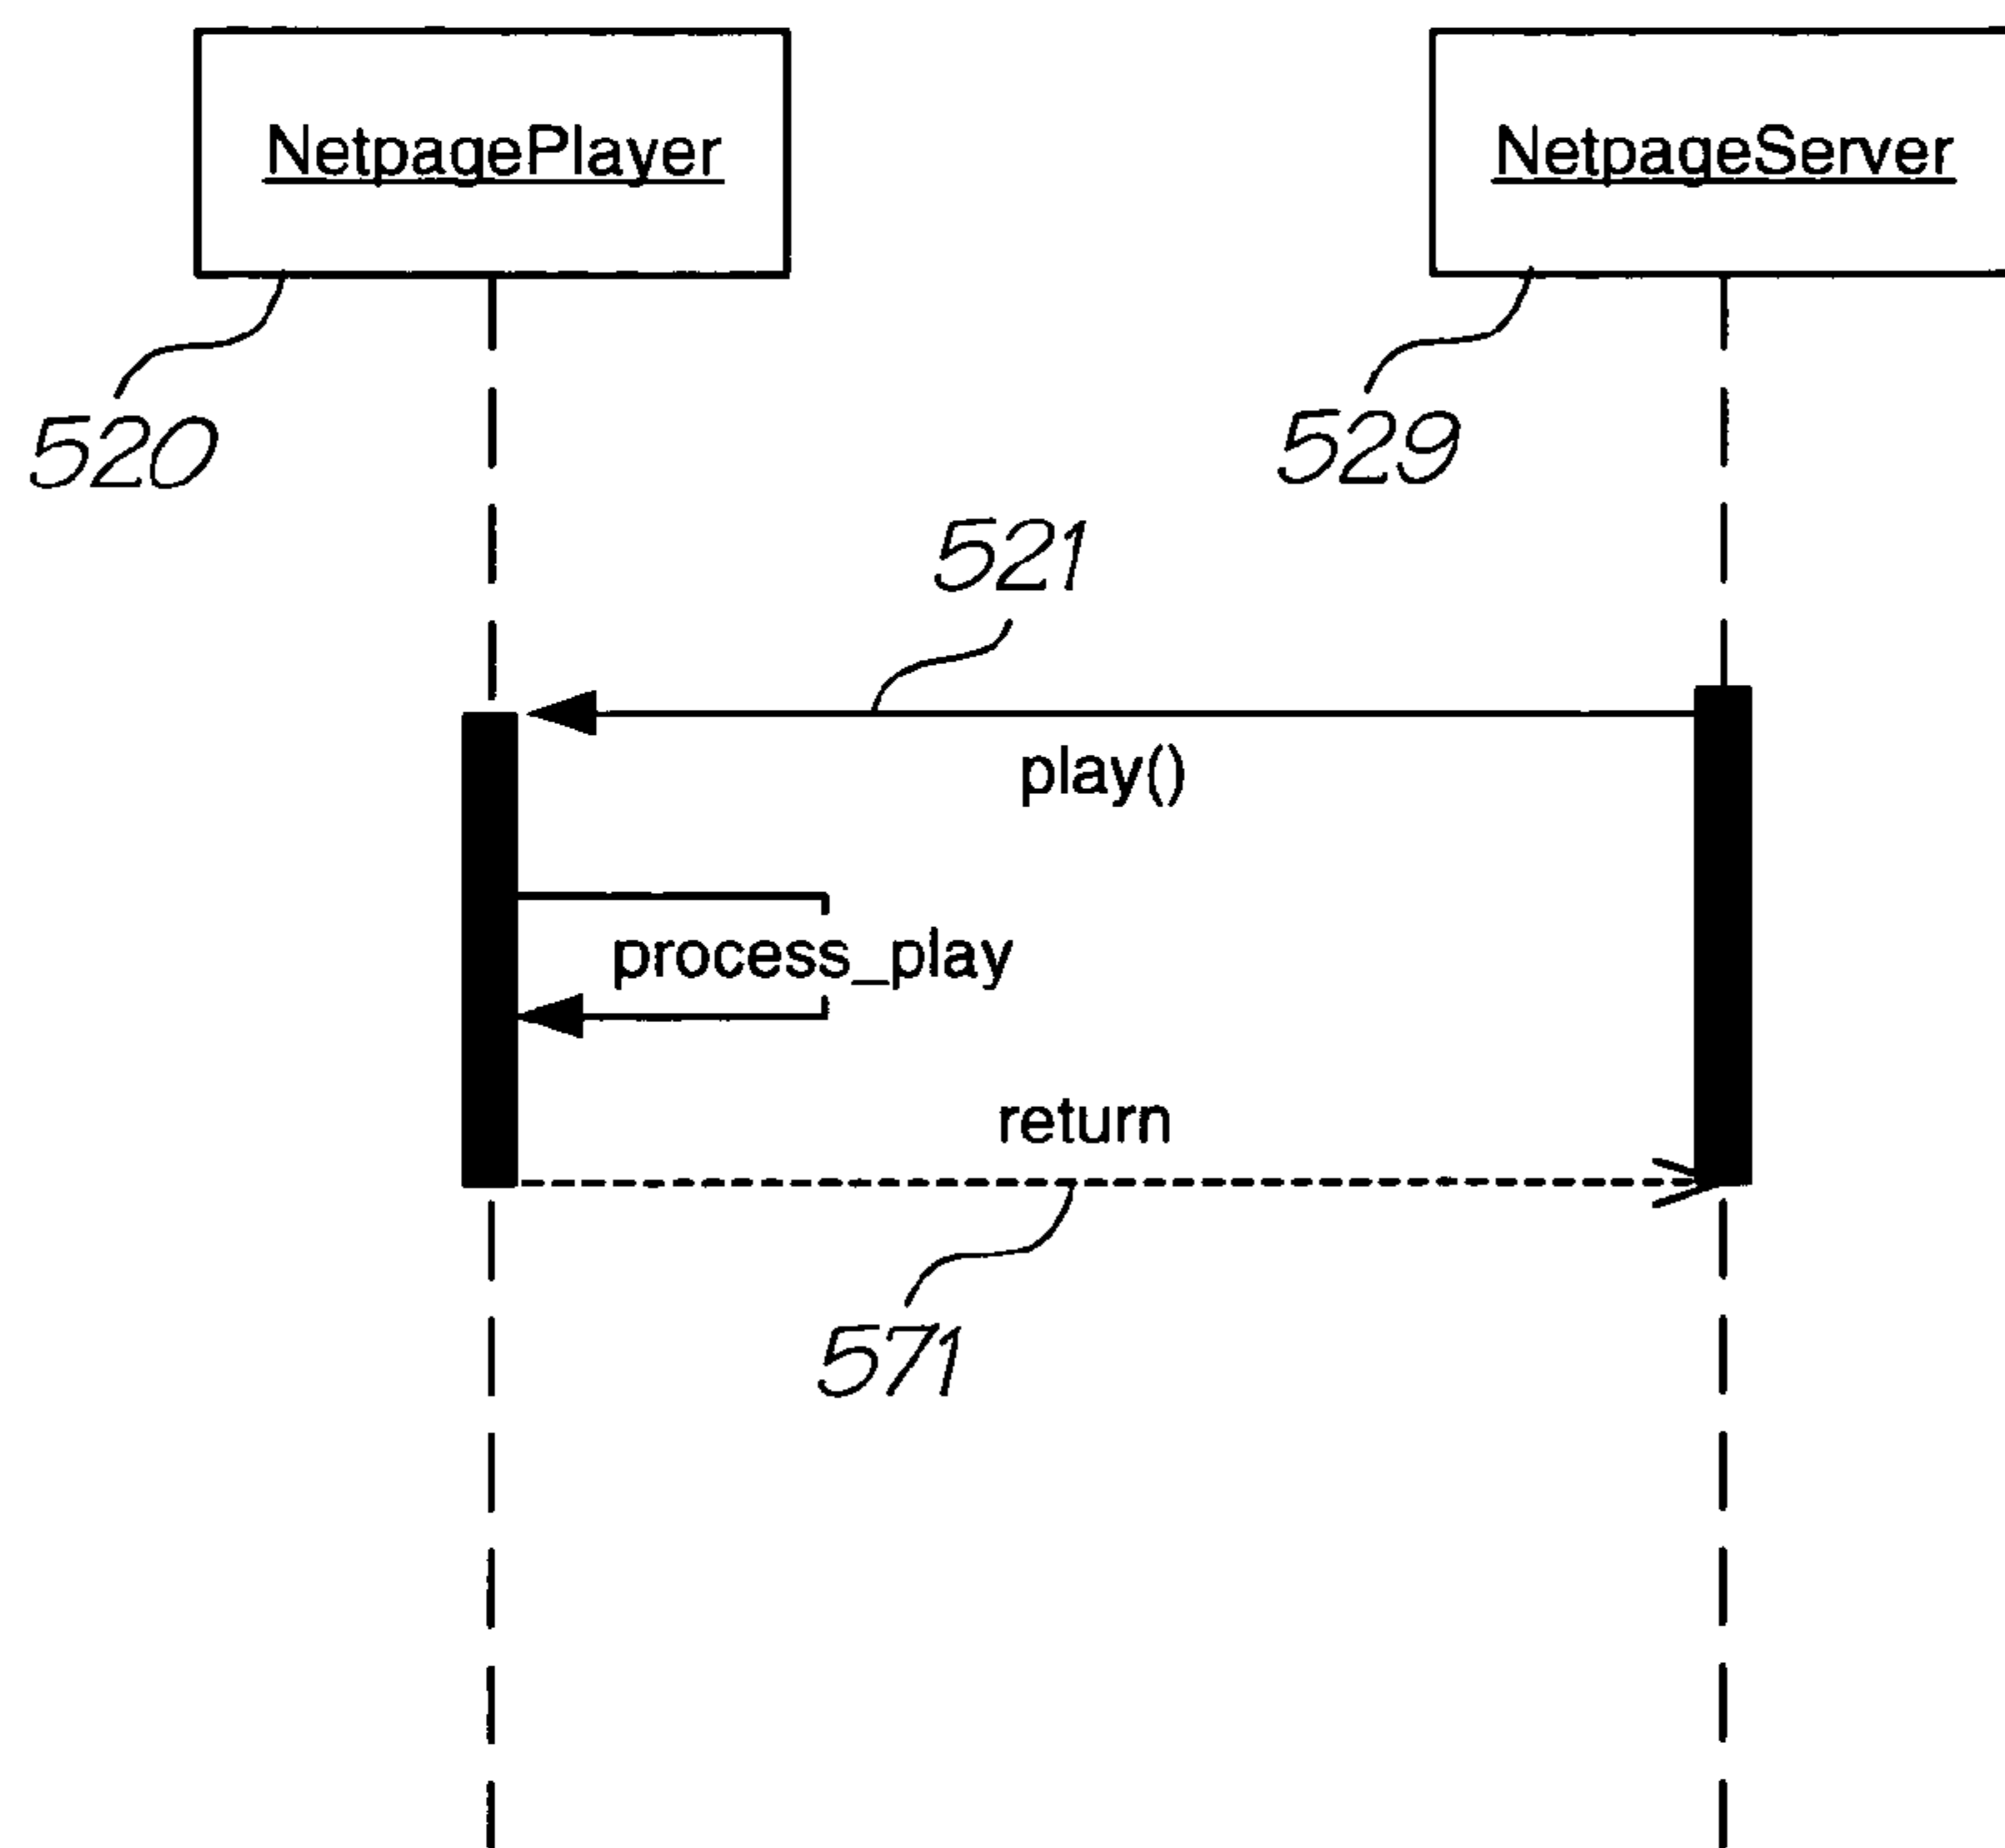 NetpagePlayer
NetpageServer
520
529
521
play()
process_play
return
571